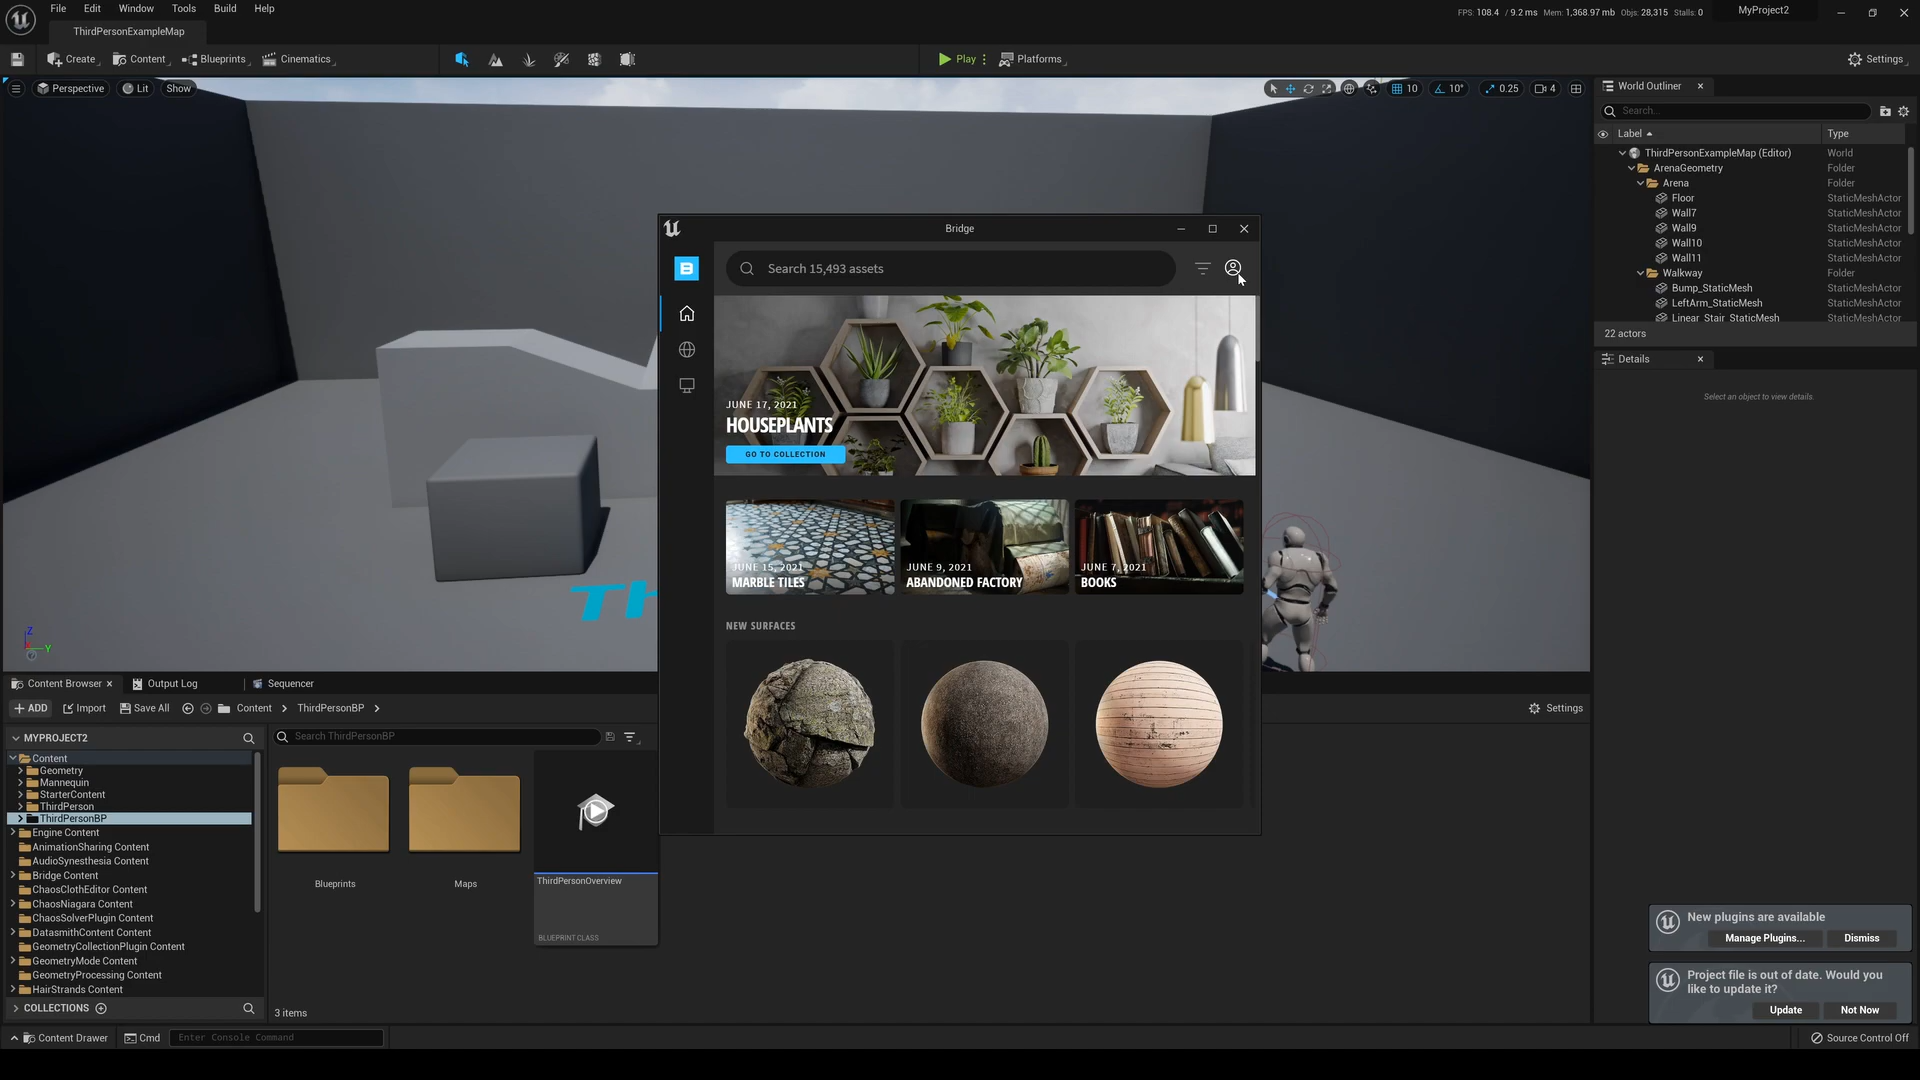 File Edit Window Tools Build Help
FPS: 108.4 / 9.2 ms Mem: 1,368.97 mb Objs: 28,315 Stalls: 0
MyProject2
ThirdPersonExampleMap
Create Content Blueprints Cinematics
Play Platforms
Settings
Perspective Lit Show
10 10° 0.25 4
World Outliner
Search...
Label Type
ThirdPersonExampleMap (Editor) World
ArenaGeometry Folder
Arena Folder
Floor StaticMeshActor
Wall7 StaticMeshActor
Wall9 StaticMeshActor
Wall10 StaticMeshActor
Wall11 StaticMeshActor
Walkway Folder
Bump_StaticMesh StaticMeshActor
LeftArm_StaticMesh StaticMeshActor
Linear_Stair_StaticMesh StaticMeshActor
22 actors
Details
Select an object to view details.
Bridge
Search 15,493 assets
JUNE 17, 2021
HOUSEPLANTS
GO TO COLLECTION
JUNE 15, 2021
MARBLE TILES
JUNE 9, 2021
ABANDONED FACTORY
JUNE 7, 2021
BOOKS
NEW SURFACES
Th
Z
Y
Content Browser Output Log Sequencer
ADD Import Save All Content ThirdPersonBP
Settings
MYPROJECT2
Search ThirdPersonBP
Content
Geometry
Mannequin
StarterContent
ThirdPerson
ThirdPersonBP
Engine Content
AnimationSharing Content
AudioSynesthesia Content
Bridge Content
ChaosClothEditor Content
ChaosNiagara Content
ChaosSolverPlugin Content
DatasmithContent Content
GeometryCollectionPlugin Content
GeometryMode Content
GeometryProcessing Content
HairStrands Content
COLLECTIONS
Blueprints
Maps
ThirdPersonOverview
BLUEPRINT CLASS
3 items
New plugins are available
Manage Plugins... Dismiss
Project file is out of date. Would you
like to update it?
Update Not Now
Content Drawer Cmd Enter Console Command
Source Control Off